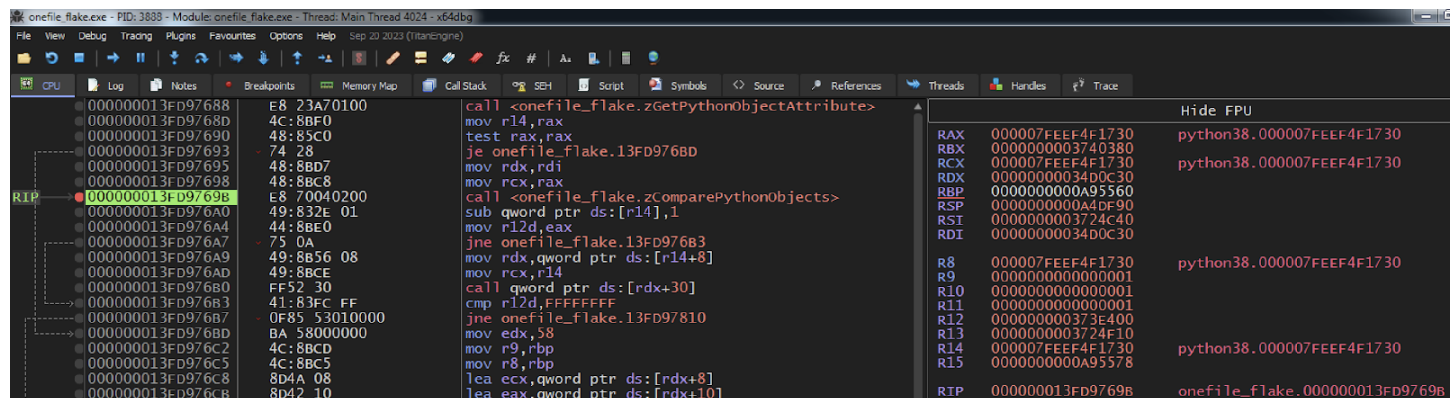 onefile_flake.exe - PID: 3888 - Module: onefile_flake.exe - Thread: Main Thread 4024 - x64dbg
File View Debug Tracing Plugins Favourites Options Help Sep 20 2023 (TitanEngine)
CPU Log Notes Breakpoints Memory Map Call Stack SEH Script Symbols Source References Threads Handles Trace
000000013FD97688 E8 23A70100 call <onefile_flake.zGetPythonObjectAttribute>
000000013FD9768D 4C:8BF0 mov r14,rax
000000013FD97690 48:85C0 test rax,rax
000000013FD97693 74 28 je onefile_flake.13FD976BD
000000013FD97695 48:8BD7 mov rdx,rdi
000000013FD97698 48:8BC8 mov rcx,rax
RIP 000000013FD9769B E8 70040200 call <onefile_flake.zComparePythonObjects>
000000013FD976A0 49:832E 01 sub qword ptr ds:[r14],1
000000013FD976A4 44:8BE0 mov r12d,eax
000000013FD976A7 75 0A jne onefile_flake.13FD976B3
000000013FD976A9 49:8B56 08 mov rdx,qword ptr ds:[r14+8]
000000013FD976AD 49:8BCE mov rcx,r14
000000013FD976B0 FF52 30 call qword ptr ds:[rdx+30]
000000013FD976B3 41:83FC FF cmp r12d,FFFFFFFF
000000013FD976B7 0F85 53010000 jne onefile_flake.13FD97810
000000013FD976BD BA 58000000 mov edx,58
000000013FD976C2 4C:8BCD mov r9,rbp
000000013FD976C5 4C:8BC5 mov r8,rbp
000000013FD976C8 8D4A 08 lea ecx,qword ptr ds:[rdx+8]
000000013FD976CB 8D42 10 lea eax,qword ptr ds:[rdx+10]
Hide FPU
RAX 000007FEEF4F1730 python38.000007FEEF4F1730
RBX 0000000003740380
RCX 000007FEEF4F1730 python38.000007FEEF4F1730
RDX 00000000034D0C30
RBP 0000000000A95560
RSP 0000000000A4DF90
RSI 0000000003724C40
RDI 00000000034D0C30
R8 000007FEEF4F1730 python38.000007FEEF4F1730
R9 0000000000000001
R10 0000000000000001
R11 0000000000000001
R12 000000000373E400
R13 0000000003724F10
R14 000007FEEF4F1730 python38.000007FEEF4F1730
R15 0000000000A95578
RIP 000000013FD9769B onefile_flake.000000013FD9769B